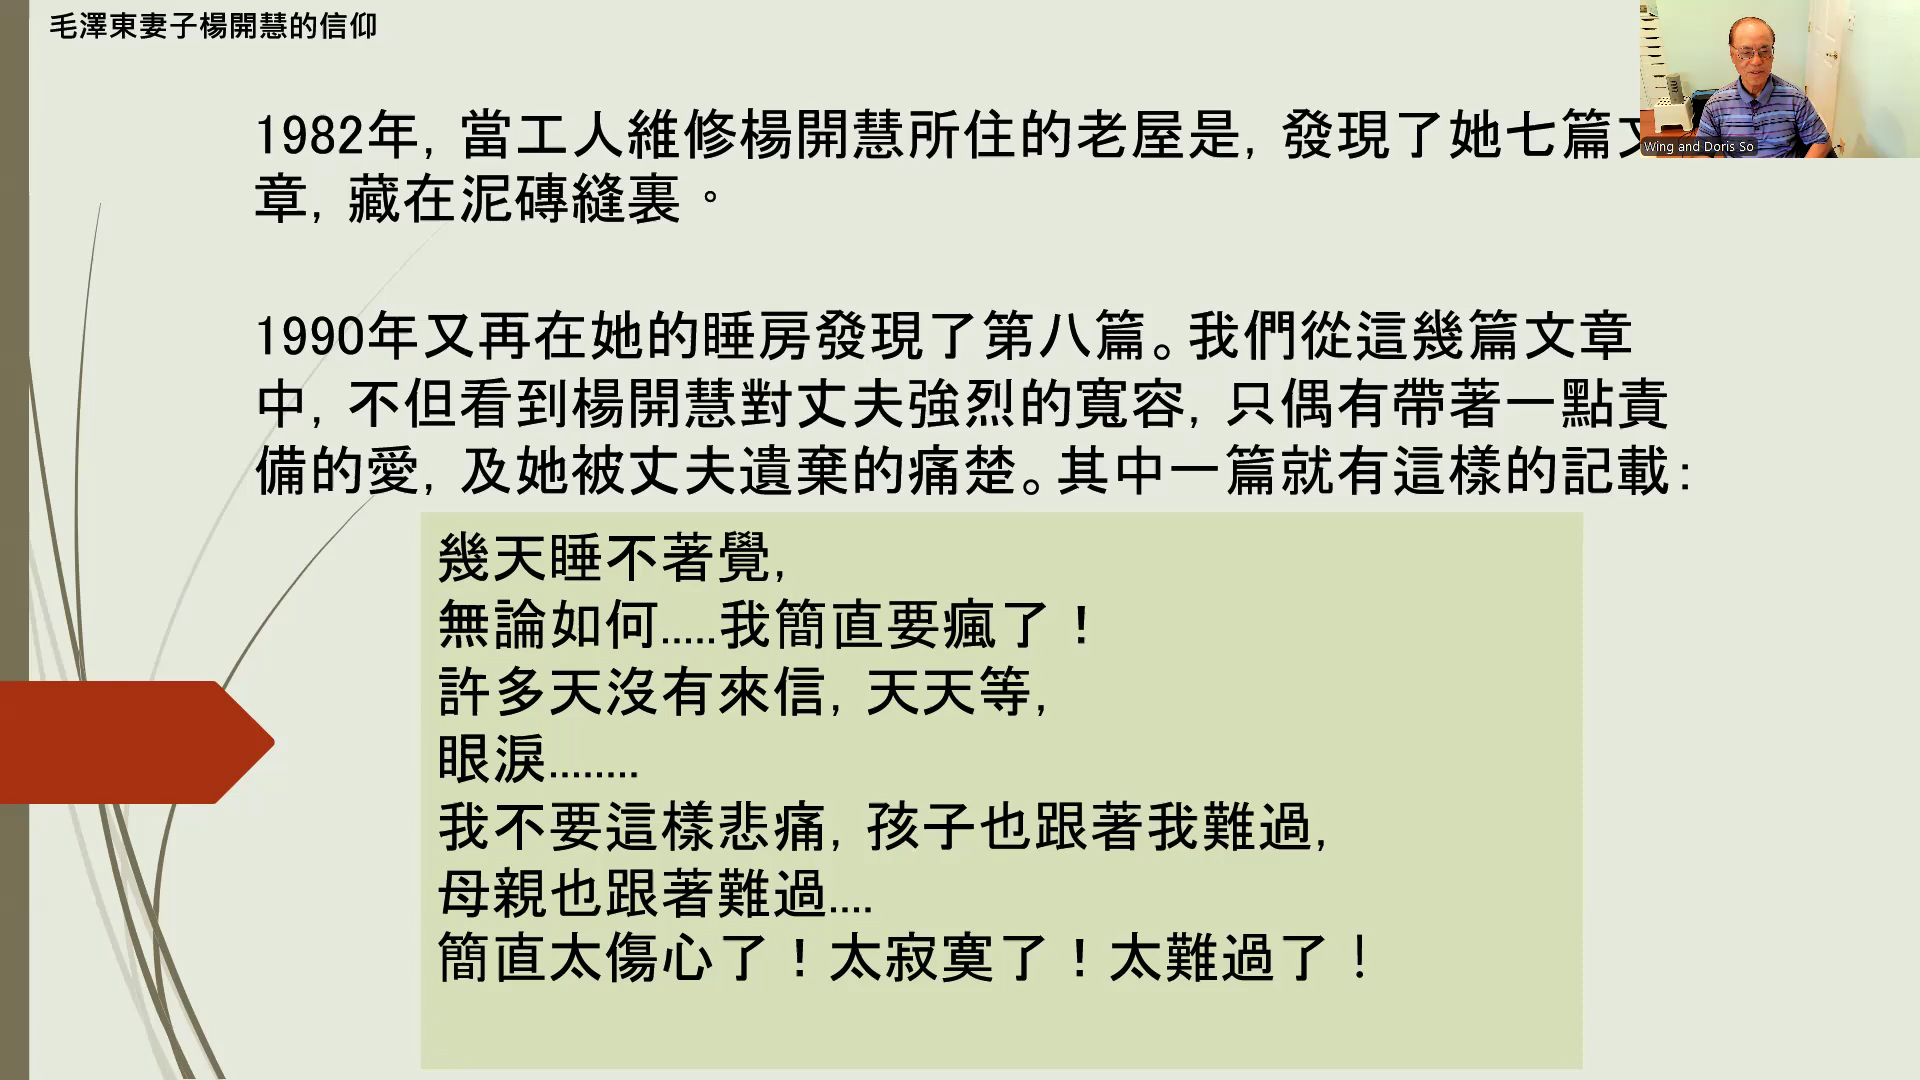 毛澤東妻子楊開慧的信仰
1982年, 當工人維修楊開慧所住的老屋是, 發現了她七篇文
章, 藏在泥磚縫裏。
1990年又再在她的睡房發現了第八篇。我們從這幾篇文章
中, 不但看到楊開慧對丈夫強烈的寬容, 只偶有帶著一點責
備的愛, 及她被丈夫遺棄的痛楚。其中一篇就有這樣的記載:
幾天睡不著覺,
無論如何.....我簡直要瘋了！
許多天沒有來信, 天天等,
眼淚........
我不要這樣悲痛, 孩子也跟著我難過,
母親也跟著難過....
簡直太傷心了！太寂寞了！太難過了！
Wing and Doris So